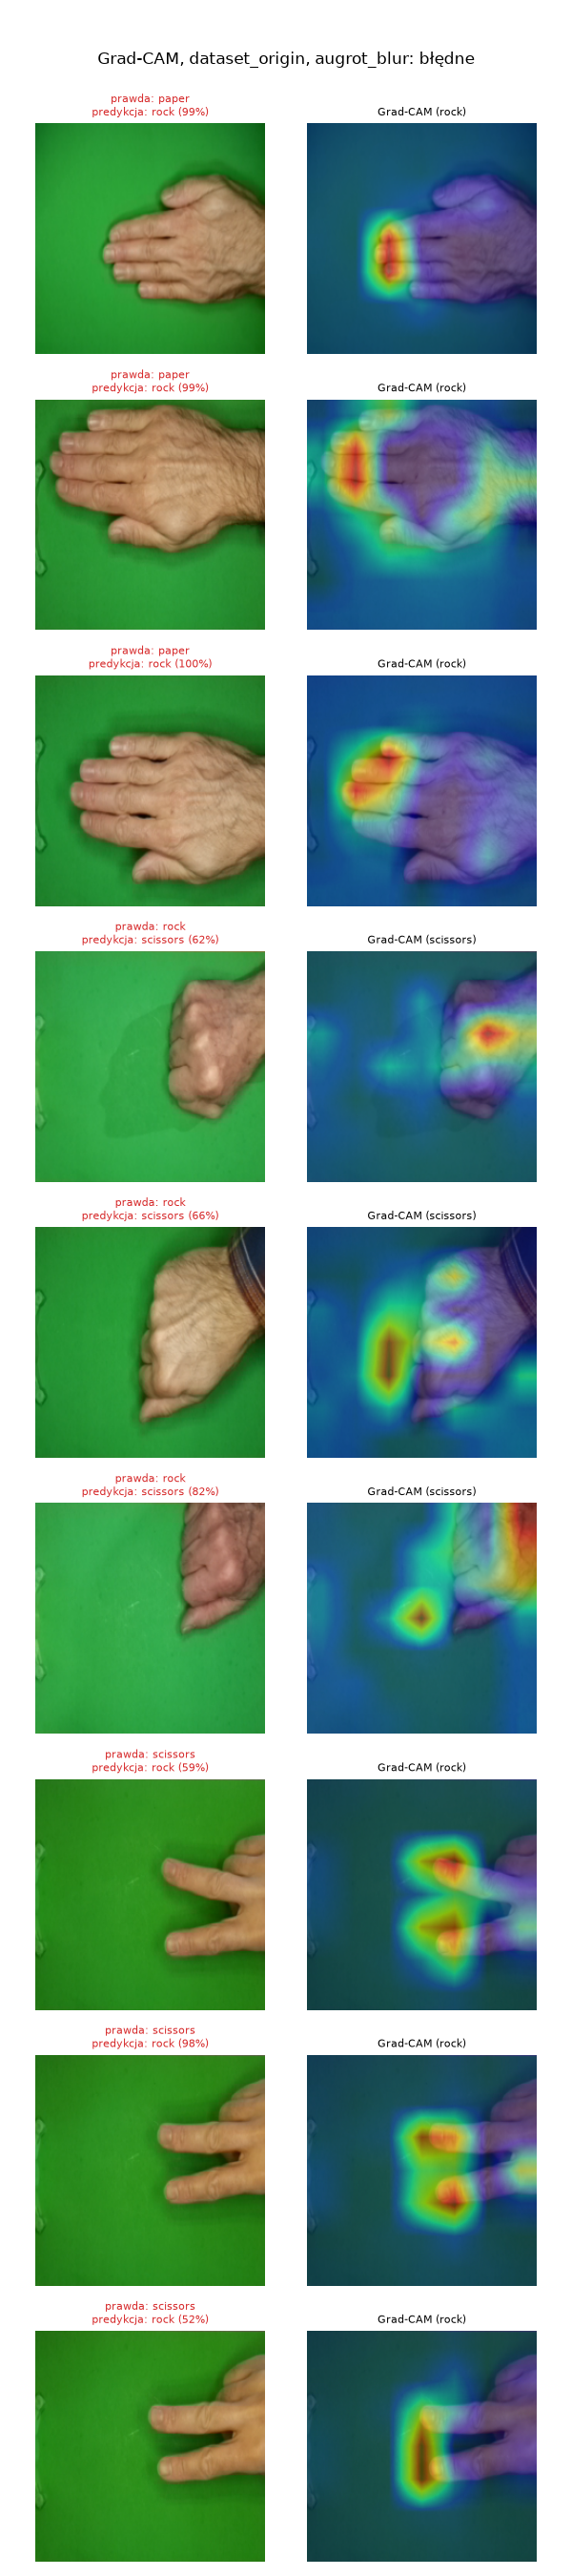 Grad-CAM, dataset_origin, augrot_blur: błędne
prawda: paper
predykcja: rock (99%)
Grad-CAM (rock)
prawda: paper
predykcja: rock (99%)
Grad-CAM (rock)
prawda: paper
predykcja: rock (100%)
Grad-CAM (rock)
prawda: rock
predykcja: scissors (62%)
Grad-CAM (scissors)
prawda: rock
predykcja: scissors (66%)
Grad-CAM (scissors)
prawda: rock
predykcja: scissors (82%)
Grad-CAM (scissors)
prawda: scissors
predykcja: rock (59%)
Grad-CAM (rock)
prawda: scissors
predykcja: rock (98%)
Grad-CAM (rock)
prawda: scissors
predykcja: rock (52%)
Grad-CAM (rock)